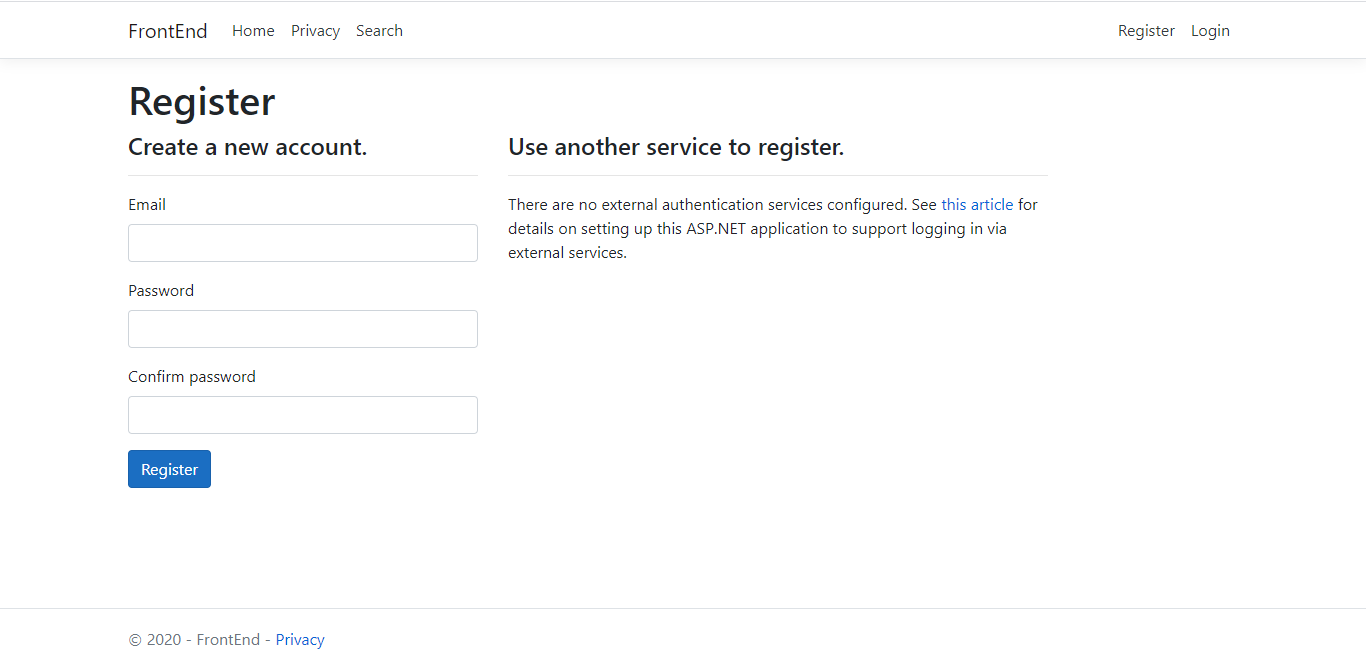 FrontEnd Home Privacy Search Register Login
Register
Create a new account.
Email
Password
Confirm password
Register
Use another service to register.
There are no external authentication services configured. See this article for
details on setting up this ASP.NET application to support logging in via
external services.
© 2020 - FrontEnd - Privacy